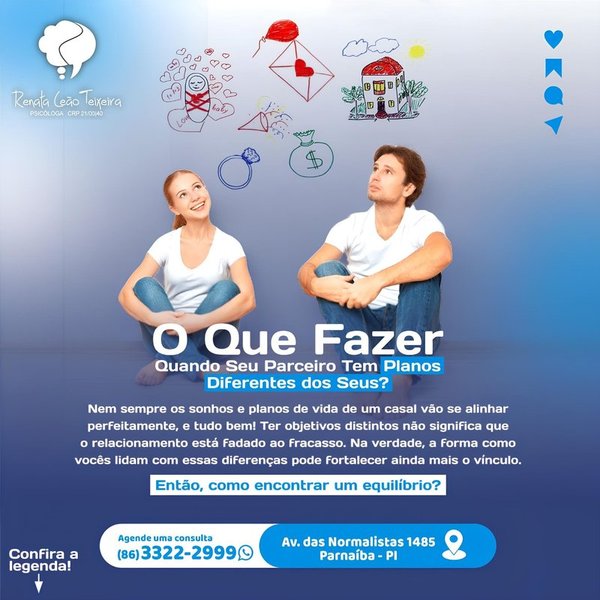 Renata Leão Teixeira
PSICÓLOGA CRP 21/03140
O Que Fazer
Quando Seu Parceiro Tem Planos
Diferentes dos Seus?
Nem sempre os sonhos e planos de vida de um casal vão se alinhar
perfeitamente, e tudo bem! Ter objetivos distintos não significa que
o relacionamento está fadado ao fracasso. Na verdade, a forma como
vocês lidam com essas diferenças pode fortalecer ainda mais o vínculo.
Então, como encontrar um equilíbrio?
Agende uma consulta
(86) 3322-2999
Av. das Normalistas 1485
Parnaíba - PI
Confira a
legenda!